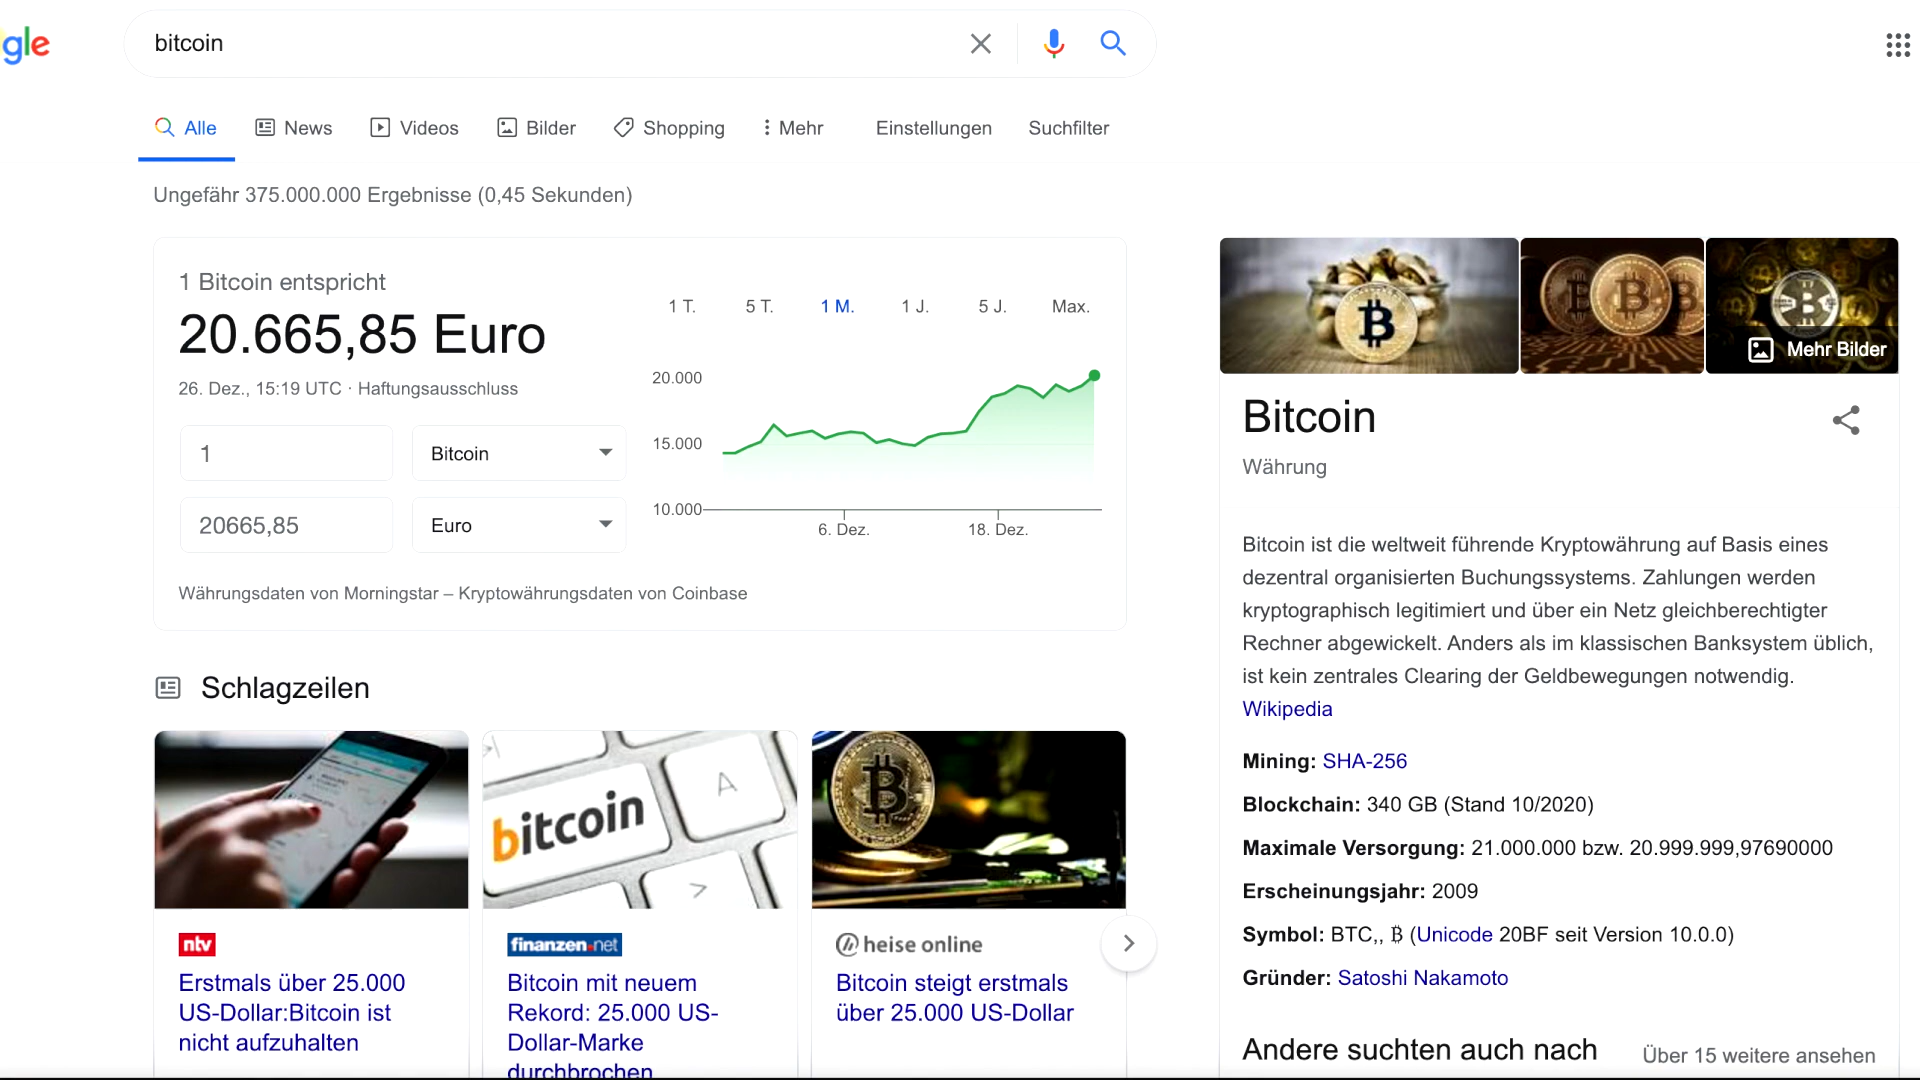 gle
bitcoin
Alle News Videos Bilder Shopping Mehr Einstellungen Suchfilter
Ungefähr 375.000.000 Ergebnisse (0,45 Sekunden)
1 Bitcoin entspricht
20.665,85 Euro
26. Dez., 15:19 UTC · Haftungsausschluss
1 Bitcoin
20665,85 Euro
1 T. 5 T. 1 M. 1 J. 5 J. Max.
20.000
15.000
10.000
6. Dez. 18. Dez.
Währungsdaten von Morningstar – Kryptowährungsdaten von Coinbase
Schlagzeilen
bitcoin
A
ntv
Erstmals über 25.000
US-Dollar:Bitcoin ist
nicht aufzuhalten
finanzen.net
Bitcoin mit neuem
Rekord: 25.000 US-
Dollar-Marke
durchbrochen
heise online
Bitcoin steigt erstmals
über 25.000 US-Dollar
Mehr Bilder
Bitcoin
Währung
Bitcoin ist die weltweit führende Kryptowährung auf Basis eines
dezentral organisierten Buchungssystems. Zahlungen werden
kryptographisch legitimiert und über ein Netz gleichberechtigter
Rechner abgewickelt. Anders als im klassischen Banksystem üblich,
ist kein zentrales Clearing der Geldbewegungen notwendig.
Wikipedia
Mining: SHA-256
Blockchain: 340 GB (Stand 10/2020)
Maximale Versorgung: 21.000.000 bzw. 20.999.999,97690000
Erscheinungsjahr: 2009
Symbol: BTC,, ₿ (Unicode 20BF seit Version 10.0.0)
Gründer: Satoshi Nakamoto
Andere suchten auch nach Über 15 weitere ansehen